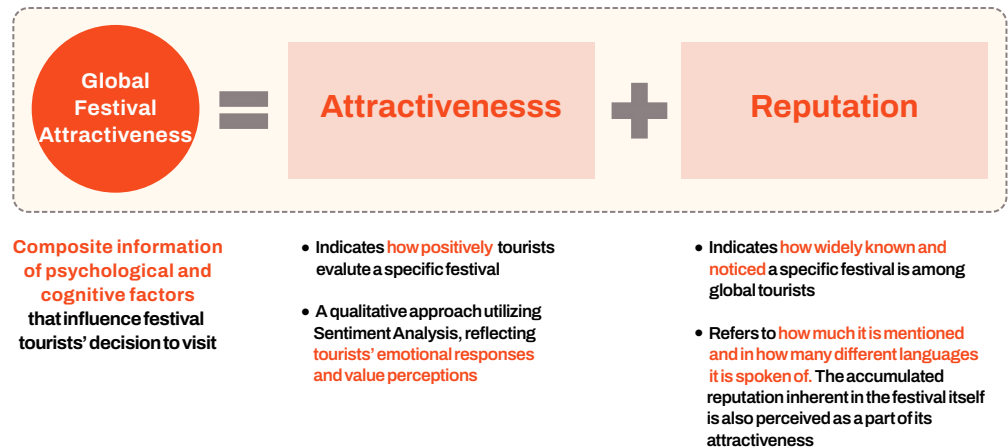 Global
Festival
Attractiveness
=
Attractivenesss
+
Reputation
Composite information
of psychological and
cognitive factors
that influence festival
tourists' decision to visit
• Indicates how positively tourists
evalute a specific festival
• A qualitative approach utilizing
Sentiment Analysis, reflecting
tourists' emotional responses
and value perceptions
• Indicates how widely known and
noticed a specific festival is among
global tourists
• Refers to how much it is mentioned
and in how many different languages
it is spoken of. The accumulated
reputation inherent in the festival itself
is also perceived as a part of its
attractiveness